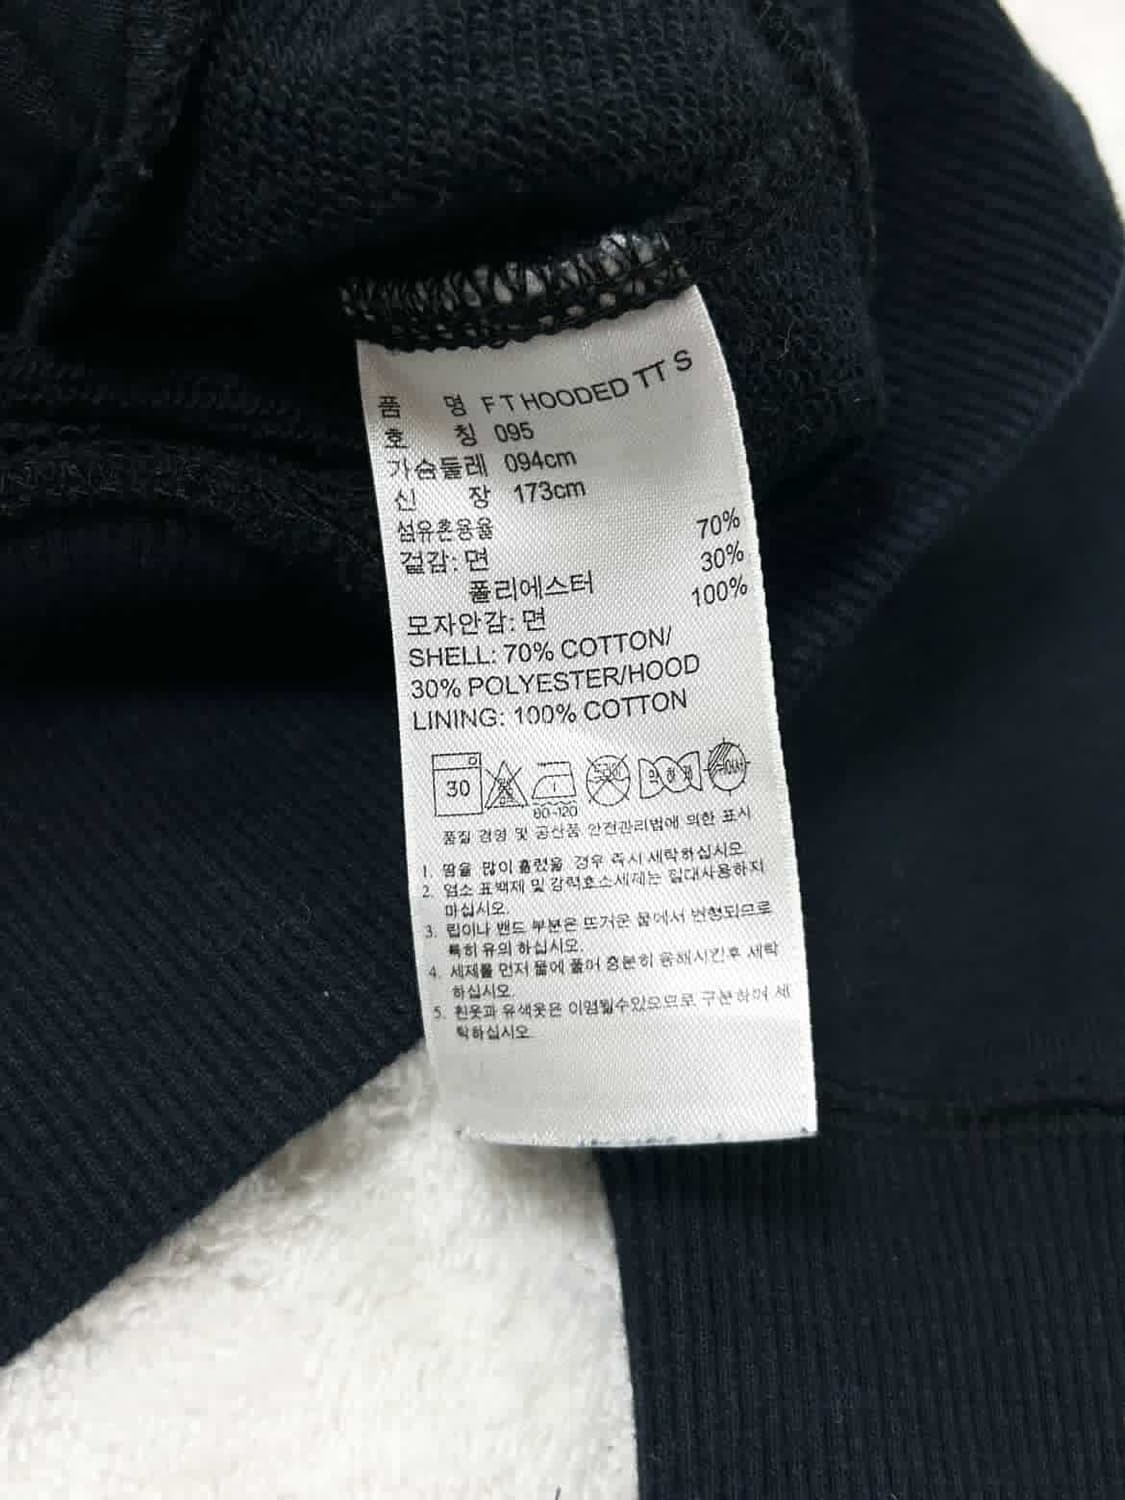 품 명 F T HOODED TT S
호 칭 095
가슴둘레 094cm
신 장 173cm
섬유혼용율
겉감: 면 70%
폴리에스터 30%
모자안감: 면 100%
SHELL: 70% COTTON/
30% POLYESTER/HOOD
LINING: 100% COTTON
30
80~120
품질 경영 및 공산품 안전관리법에 의한 표시
1. 땀을 많이 흘렸을 경우 즉시 세탁하십시오.
2. 염소 표백제 및 강력효소세제는 절대사용하지
마십시오.
3. 립이나 밴드 부분은 뜨거운 물에서 변형되므로
특히 유의 하십시오.
4. 세제를 먼저 물에 풀어 충분히 용해시킨후 세탁
하십시오.
5. 흰옷과 유색옷은 이염될수있으므로 구분하여 세
탁하십시오.